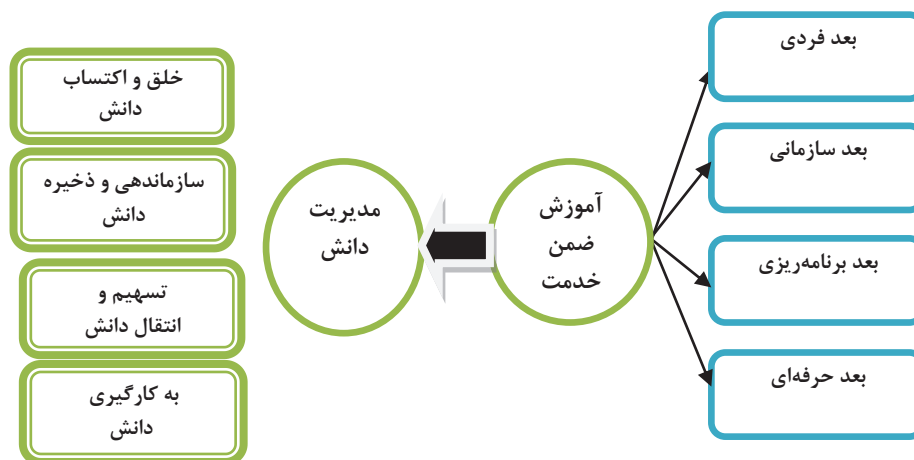 بعد فردی
بعد سازمانی
بعد برنامه‌ریزی
بعد حرفه‌ای
آموزش
ضمن
خدمت
مدیریت
دانش
خلق و اکتساب
دانش
سازماندهی و ذخیره
دانش
تسهیم و
انتقال دانش
به کارگیری
دانش